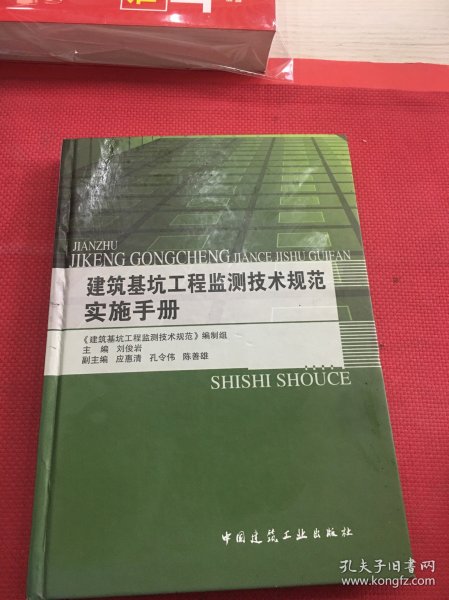 JIANZHU
JIKENG GONGCHENG JIANCE JISHU GUIFAN
建筑基坑工程监测技术规范
实施手册
《建筑基坑工程监测技术规范》编制组
主 编 刘俊岩
副主编 应惠清 孔令伟 陈善雄
SHISHI SHOUCE
中国建筑工业出版社
孔夫子旧书网
www.kongfz.com